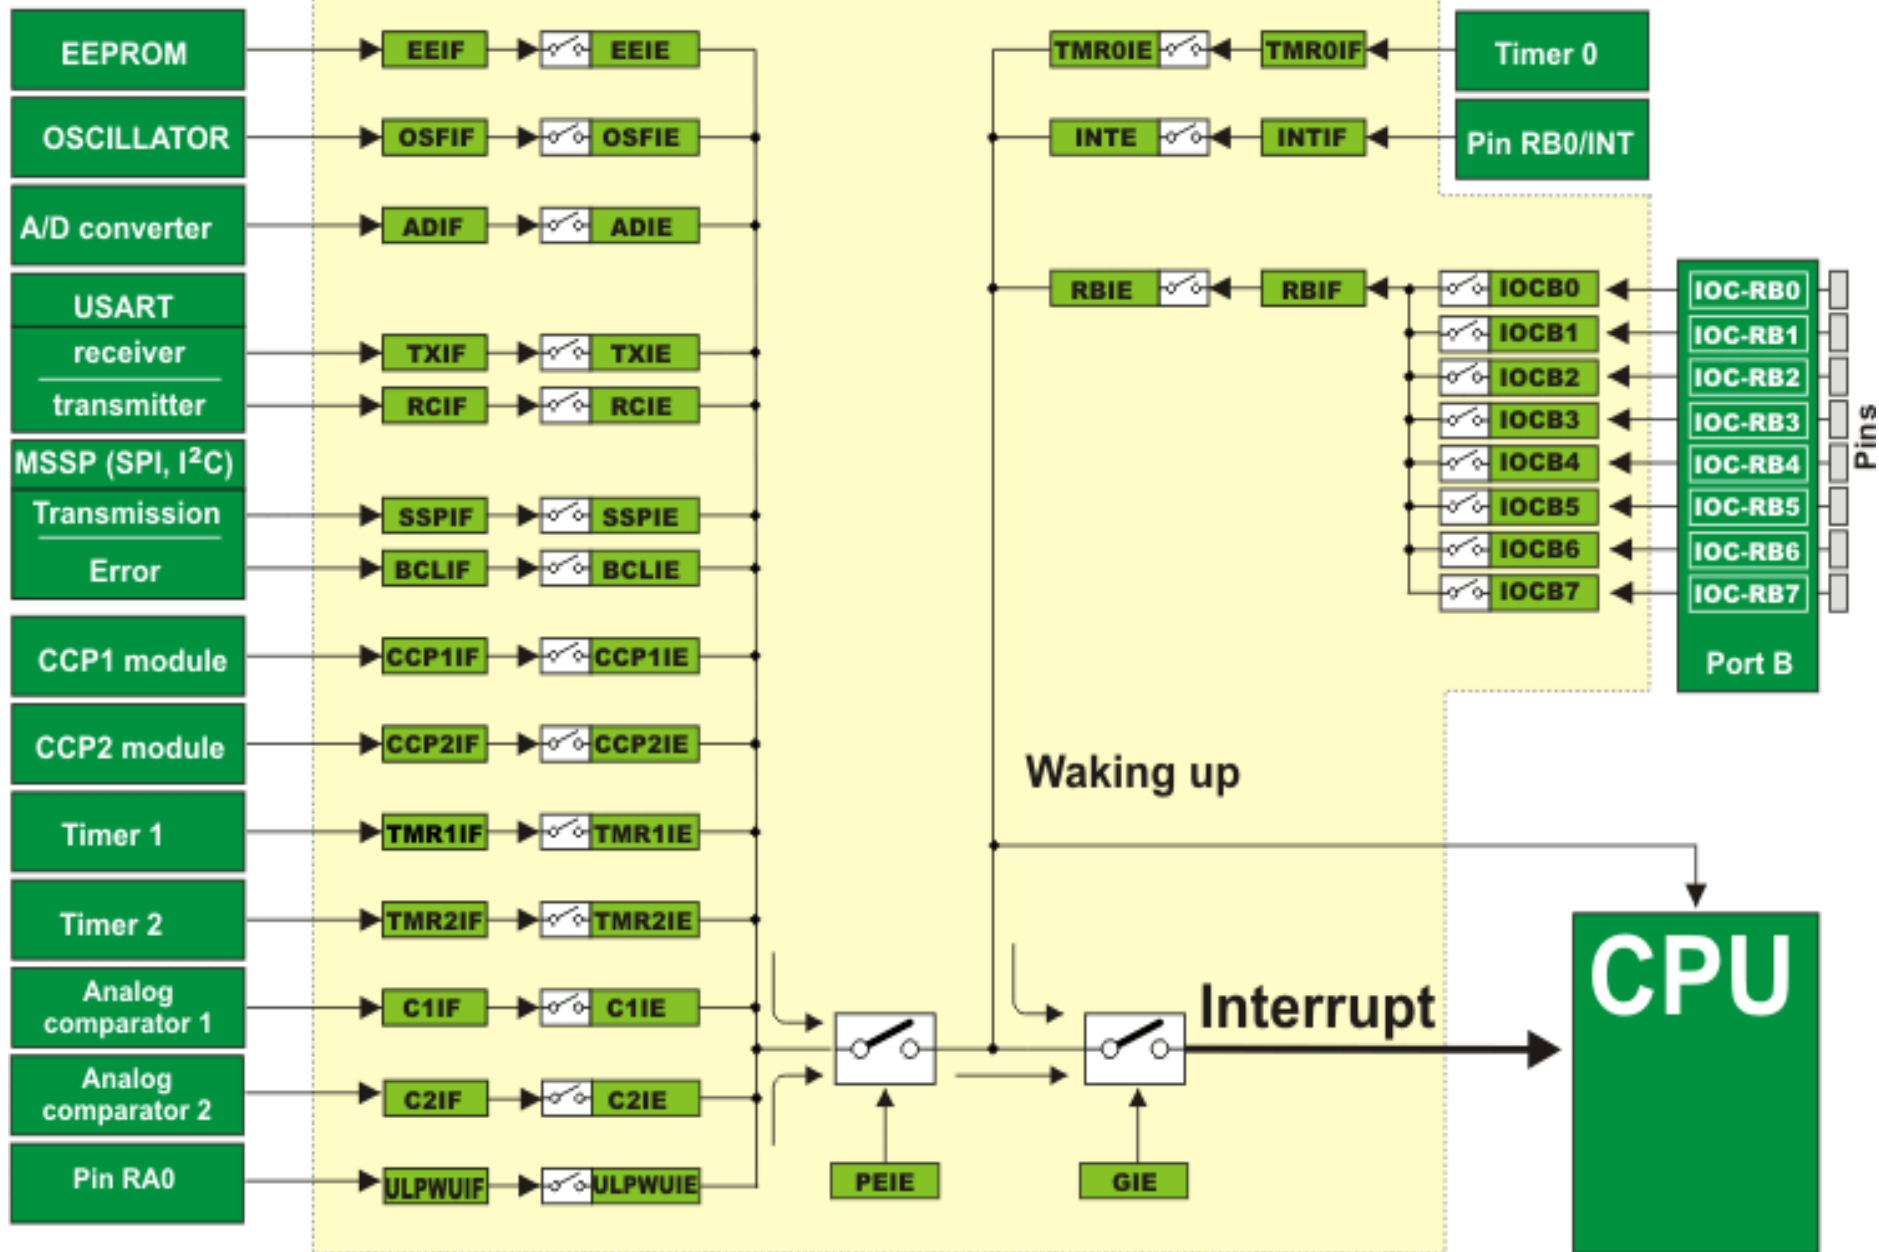 EEPROM
EEIF
EEIE
TMR0IE
TMR0IF
Timer 0
OSCILLATOR
OSFIF
OSFIE
INTE
INTIF
Pin RB0/INT
A/D converter
ADIF
ADIE
USART
receiver
TXIF
TXIE
transmitter
RCIF
RCIE
MSSP (SPI, I²C)
Transmission
SSPIF
SSPIE
Error
BCLIF
BCLIE
CCP1 module
CCP1IF
CCP1IE
CCP2 module
CCP2IF
CCP2IE
Timer 1
TMR1IF
TMR1IE
Timer 2
TMR2IF
TMR2IE
Analog
comparator 1
C1IF
C1IE
Analog
comparator 2
C2IF
C2IE
Pin RA0
ULPWUIF
ULPWUIE
RBIE
RBIF
IOCB0
IOC-RB0
IOCB1
IOC-RB1
IOCB2
IOC-RB2
IOCB3
IOC-RB3
IOCB4
IOC-RB4
IOCB5
IOC-RB5
IOCB6
IOC-RB6
IOCB7
IOC-RB7
Pins
Port B
Waking up
Interrupt
CPU
PEIE
GIE